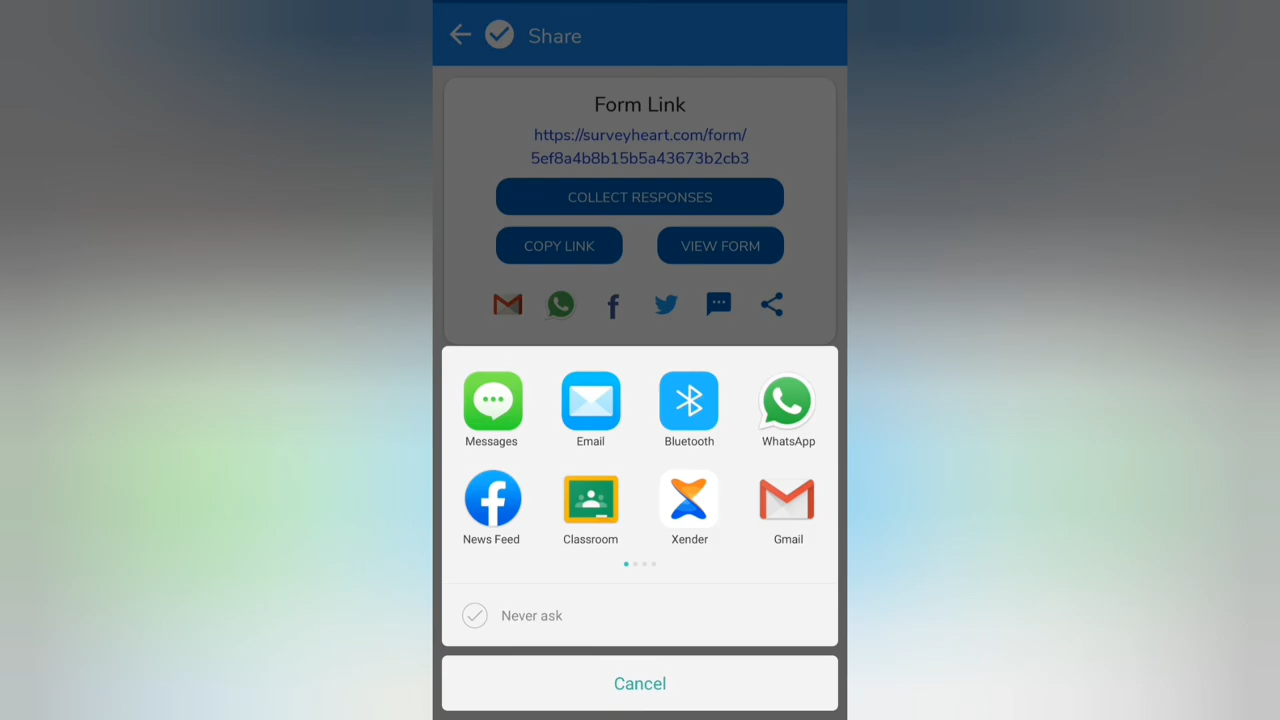 Share
Form Link
https://surveyheart.com/form/
5ef8a4b8b15b5a43673b2cb3
COLLECT RESPONSES
COPY LINK VIEW FORM
Messages Email Bluetooth WhatsApp
News Feed Classroom Xender Gmail
Never ask
Cancel